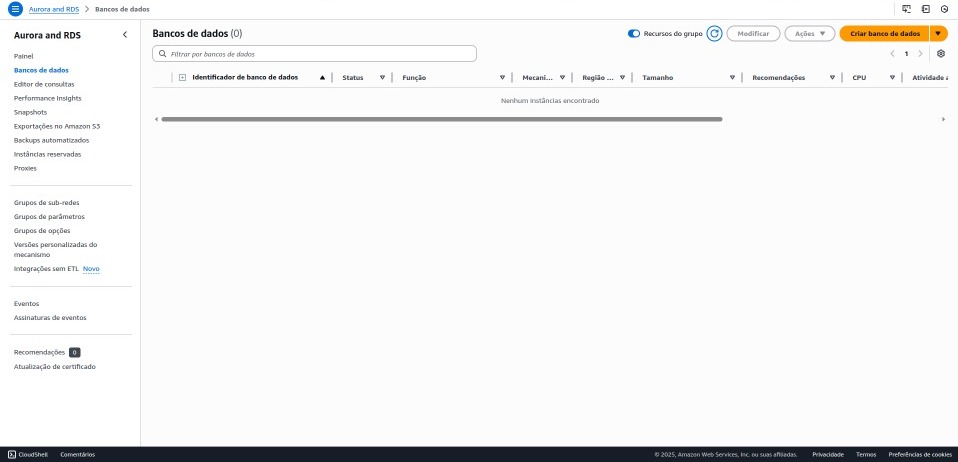 Aurora and RDS > Bancos de dados
Aurora and RDS
Painel
Bancos de dados
Editor de consultas
Performance insights
Snapshots
Exportações no Amazon S3
Backups automatizados
Instâncias reservadas
Proxies
Grupos de sub-redes
Grupos de parâmetros
Grupos de opções
Versões personalizadas do
mecanismo
Integrações sem ETL Novo
Eventos
Assinaturas de eventos
Recomendações 0
Atualização de certificado
Bancos de dados (0)
Recursos do grupo
Modificar
Ações
Criar banco de dados
Filtrar por bancos de dados
1
Identificador de banco de dados
Status
Função
Mecani...
Região ...
Tamanho
Recomendações
CPU
Atividade a
Nenhum instâncias encontrado
CloudShell
Comentários
© 2025, Amazon Web Services, Inc. ou suas afiliadas.
Privacidade
Termos
Preferências de cookies